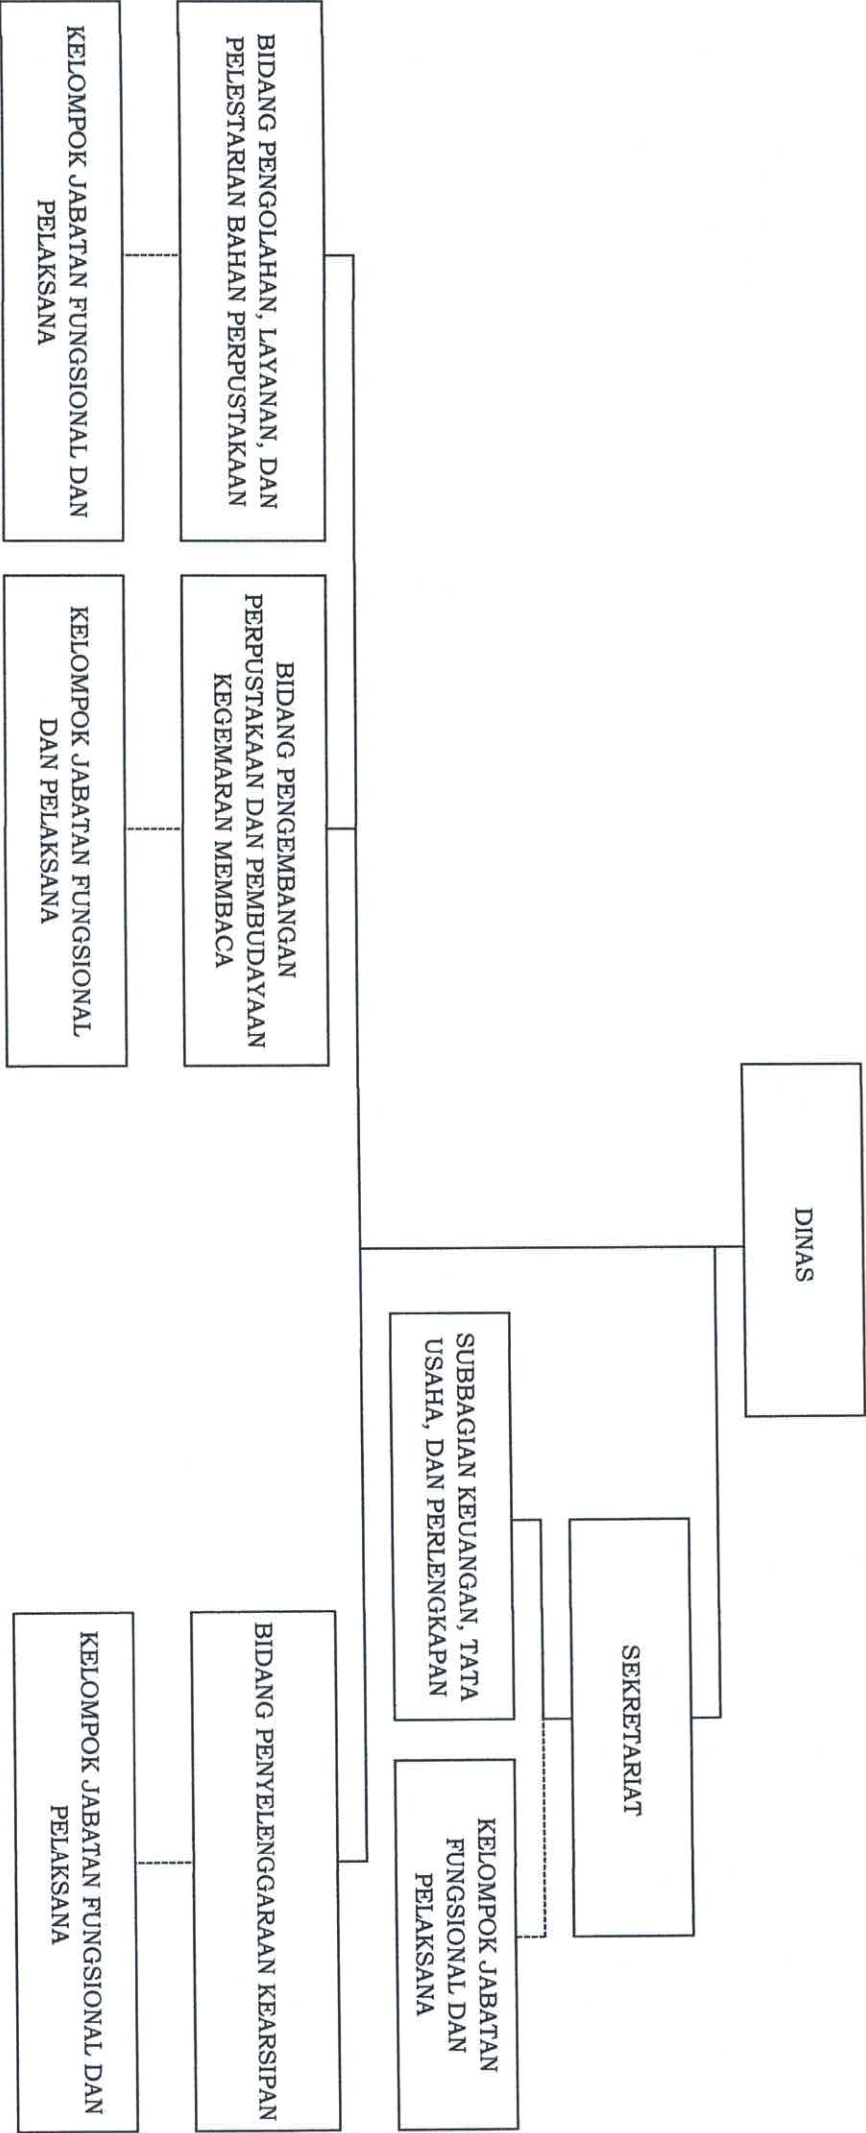 DINAS
SEKRETARIAT
SUBBAGIAN KEUANGAN, TATA
USAHA, DAN PERLENGKAPAN
KELOMPOK JABATAN
FUNGSIONAL DAN
PELAKSANA
BIDANG PENGOLAHAN, LAYANAN, DAN
PELESTARIAN BAHAN PERPUSTAKAAN
BIDANG PENGEMBANGAN
PERPUSTAKAAN DAN PEMBUDAYAAN
KEGEMARAN MEMBACA
BIDANG PENYELENGGARAAN KEARSIPAN
KELOMPOK JABATAN FUNGSIONAL DAN
PELAKSANA
KELOMPOK JABATAN FUNGSIONAL
DAN PELAKSANA
KELOMPOK JABATAN FUNGSIONAL DAN
PELAKSANA